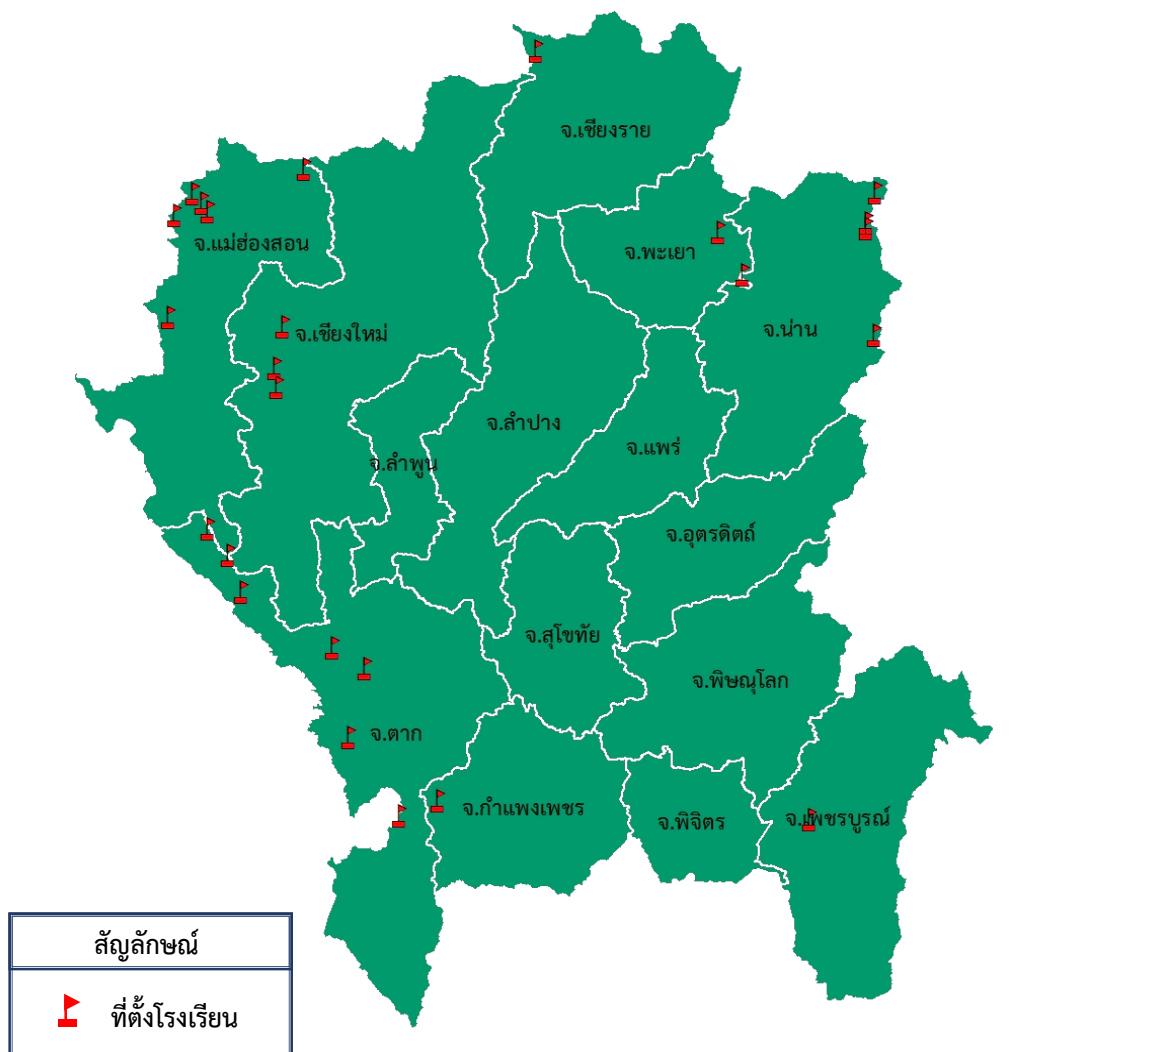 จ.เชียงราย
จ.แม่ฮ่องสอน
จ.พะเยา
จ.น่าน
จ.เชียงใหม่
จ.ลำปาง
จ.แพร่
จ.ลำพูน
จ.อุตรดิตถ์
จ.สุโขทัย
จ.พิษณุโลก
จ.ตาก
จ.กำแพงเพชร
จ.พิจิตร
จ.เพชรบูรณ์
สัญลักษณ์
ที่ตั้งโรงเรียน